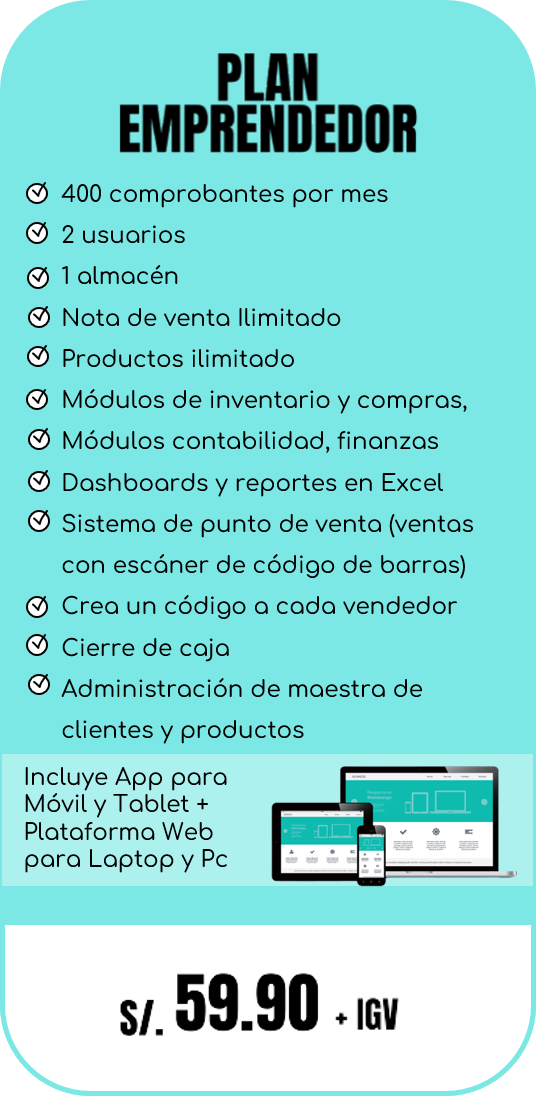 PLAN
EMPRENDEDOR
400 comprobantes por mes
2 usuarios
1 almacén
Nota de venta Ilimitado
Productos ilimitado
Módulos de inventario y compras,
Módulos contabilidad, finanzas
Dashboards y reportes en Excel
Sistema de punto de venta (ventas
con escáner de código de barras)
Crea un código a cada vendedor
Cierre de caja
Administración de maestra de
clientes y productos
Incluye App para
Móvil y Tablet +
Plataforma Web
para Laptop y Pc
S/. 59.90 + IGV